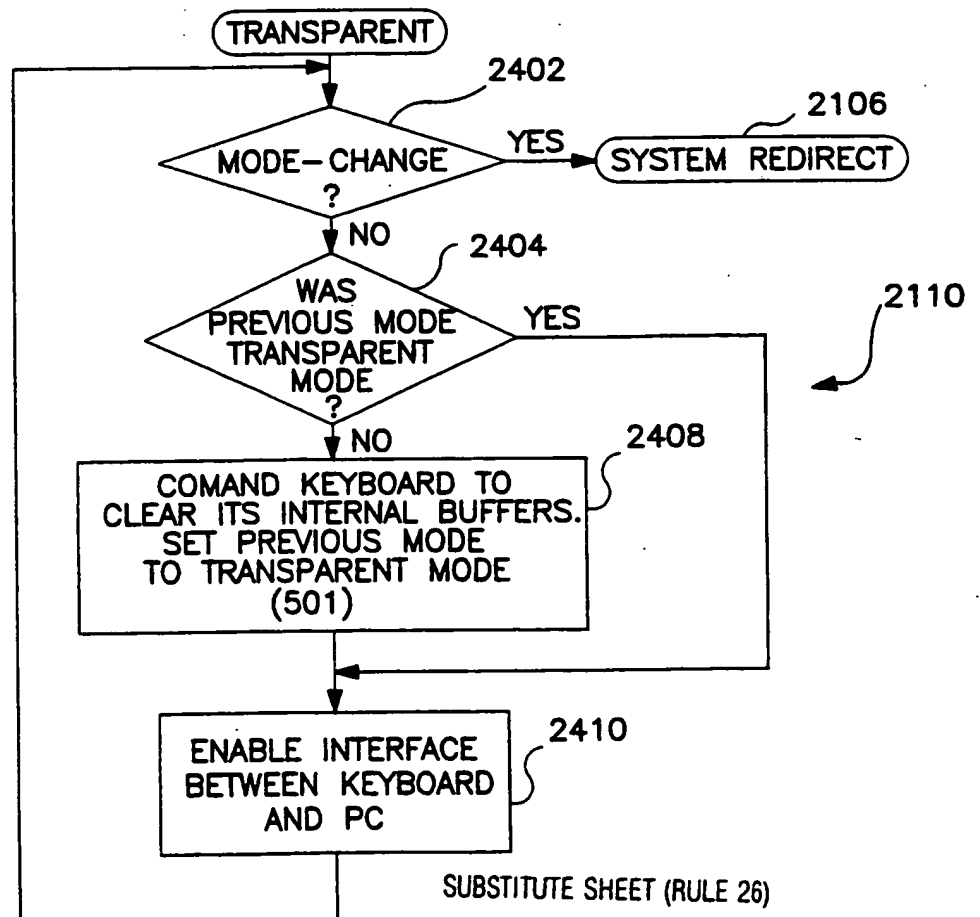 TRANSPARENT
2402
MODE-CHANGE
?
YES
2106
SYSTEM REDIRECT
NO
2404
WAS
PREVIOUS MODE
TRANSPARENT
MODE
?
YES
2110
NO
2408
COMAND KEYBOARD TO
CLEAR ITS INTERNAL BUFFERS.
SET PREVIOUS MODE
TO TRANSPARENT MODE
(501)
2410
ENABLE INTERFACE
BETWEEN KEYBOARD
AND PC
SUBSTITUTE SHEET (RULE 26)